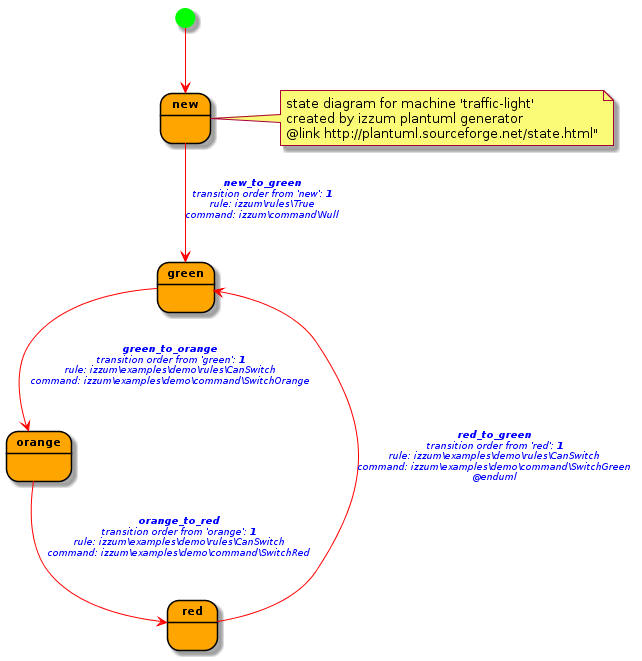 new
state diagram for machine 'traffic-light'
created by izzum plantuml generator
@link http://plantuml.sourceforge.net/state.html"
new_to_green
transition order from 'new': 1
rule: izzum\rules\True
command: izzum\command\Null
green
green_to_orange
transition order from 'green': 1
rule: izzum\examples\demo\rules\CanSwitch
command: izzum\examples\demo\command\SwitchOrange
orange
red_to_green
transition order from 'red': 1
rule: izzum\examples\demo\rules\CanSwitch
command: izzum\examples\demo\command\SwitchGreen
@enduml
orange_to_red
transition order from 'orange': 1
rule: izzum\examples\demo\rules\CanSwitch
command: izzum\examples\demo\command\SwitchRed
red